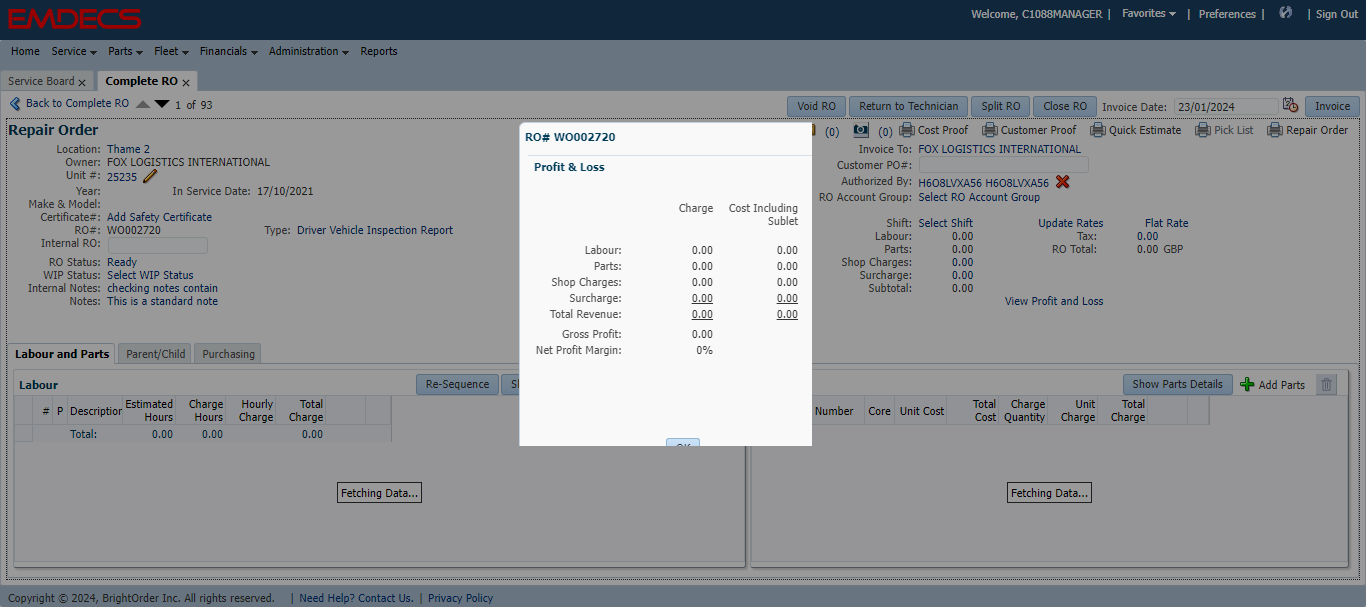 EMDECS
Welcome, C1088MANAGER | Favorites | Preferences | | Sign Out
Home Service Parts Fleet Financials Administration Reports
Service Board x Complete RO x
Back to Complete RO 1 of 93 Void RO Return to Technician Split RO Close RO Invoice Date: 23/01/2024 Invoice
Repair Order (0) (0) Cost Proof Customer Proof Quick Estimate Pick List Repair Order
Location: Thame 2
Owner: FOX LOGISTICS INTERNATIONAL
Unit #: 25235
Year: In Service Date: 17/10/2021
Make & Model:
Certificate#: Add Safety Certificate
RO#: WO002720 Type: Driver Vehicle Inspection Report
Internal RO:
RO Status: Ready
WIP Status: Select WIP Status
Internal Notes: checking notes contain
Notes: This is a standard note
RO# WO002720
Profit & Loss
Charge Cost Including
Sublet
Labour: 0.00 0.00
Parts: 0.00 0.00
Shop Charges: 0.00 0.00
Surcharge: 0.00 0.00
Total Revenue: 0.00 0.00
Gross Profit: 0.00
Net Profit Margin: 0%
Invoice To: FOX LOGISTICS INTERNATIONAL
Customer PO#:
Authorized By: H6O8LVXA56 H6O8LVXA56
RO Account Group: Select RO Account Group
Shift: Select Shift Update Rates Flat Rate
Labour: 0.00 Tax: 0.00
Parts: 0.00 RO Total: 0.00 GBP
Shop Charges: 0.00
Surcharge: 0.00
Subtotal: 0.00
View Profit and Loss
Labour and Parts Parent/Child Purchasing
Labour Re-Sequence
# P Description Estimated Hours Charge Hours Hourly Charge Total Charge
Total: 0.00 0.00 0.00
Fetching Data...
Show Parts Details Add Parts
Number Core Unit Cost Total Cost Charge Quantity Unit Charge Total Charge
Fetching Data...
Copyright © 2024, BrightOrder Inc. All rights reserved. | Need Help? Contact Us. | Privacy Policy